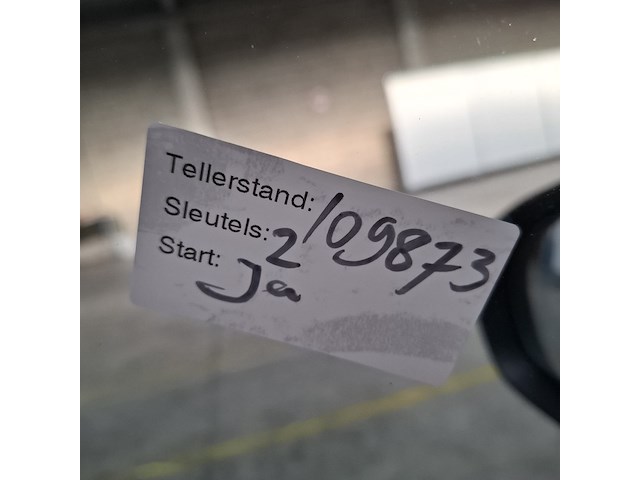 Tellerstand: 109873
Sleutels: 2
Start: Ja